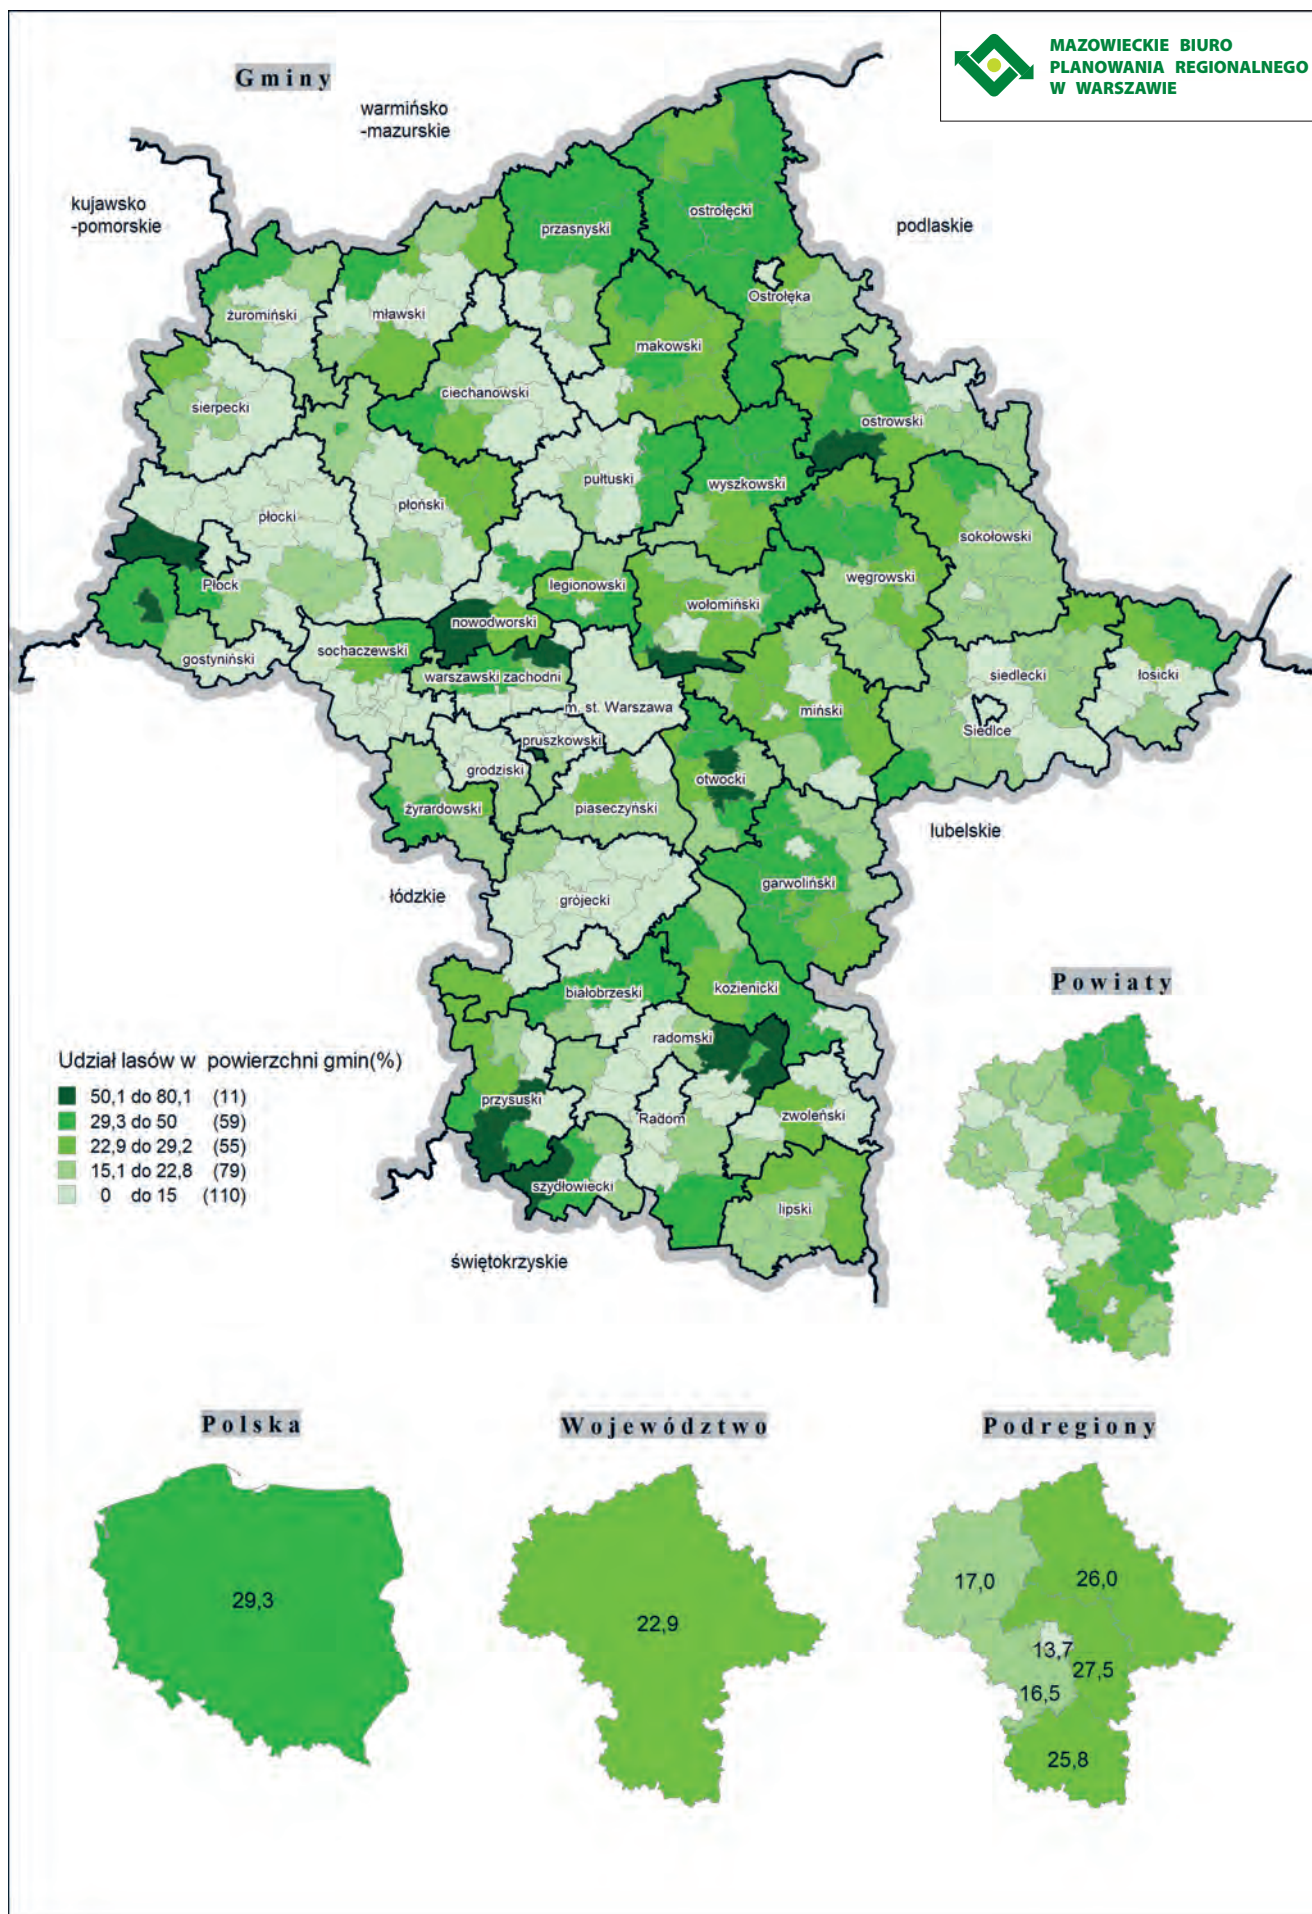 MAZOWIECKIE BIURO
PLANOWANIA REGIONALNEGO
W WARSZAWIE
Gminy
warmińsko
-mazurskie
kujawsko
-pomorskie
podlaskie
ostrołęcki
przasnyski
Ostrołęka
żuromiński
mławski
makowski
ciechanowski
sierpecki
ostrowski
pułtuski
wyszkowski
płocki
płoński
sokołowski
Płock
legionowski
węgrowski
wołomiński
nowodworski
sochaczewski
gostyniński
warszawski zachodni
siedlecki
łosicki
m. st. Warszawa
miński
Siedlce
pruszkowski
grodziski
otwocki
żyrardowski
piaseczyński
lubelskie
łódzkie
grójecki
garwoliński
białobrzeski
kozienicki
radomski
przysuski
Radom
zwoleński
szydłowiecki
lipski
świętokrzyskie
Udział lasów w powierzchni gmin(%)
50,1 do 80,1 (11)
29,3 do 50 (59)
22,9 do 29,2 (55)
15,1 do 22,8 (79)
0 do 15 (110)
Powiaty
Polska
29,3
Województwo
22,9
Podregiony
17,0
26,0
13,7
27,5
16,5
25,8